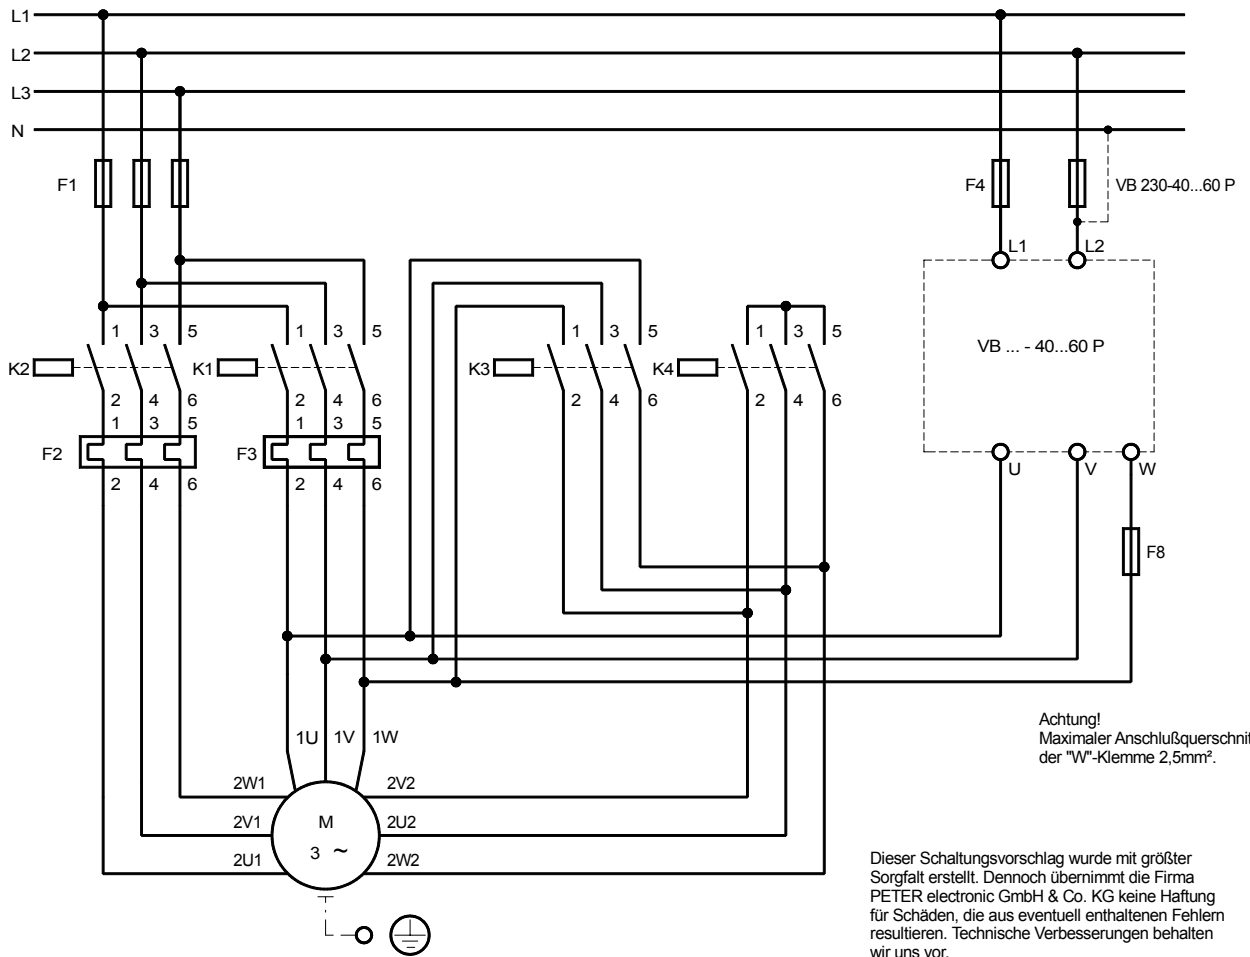 L1
L2
L3
N
F1
F4
VB 230-40...60 P
L1 L2
1 3 5 1 3 5 1 3 5 1 3 5
VB ... - 40...60 P
K2 K1 K3 K4
2 4 6 2 4 6 2 4 6 2 4 6
1 3 5 1 3 5
F2 F3
U V W
2 4 6 2 4 6
F8
1U 1V 1W
Achtung!
Maximaler Anschlußquerschnit
der "W"-Klemme 2,5mm².
2W1 2V2
M
2V1 2U2
3 ~
2U1 2W2
Dieser Schaltungsvorschlag wurde mit größter
Sorgfalt erstellt. Dennoch übernimmt die Firma
PETER electronic GmbH & Co. KG keine Haftung
für Schäden, die aus eventuell enthaltenen Fehlern
resultieren. Technische Verbesserungen behalten
wir uns vor.